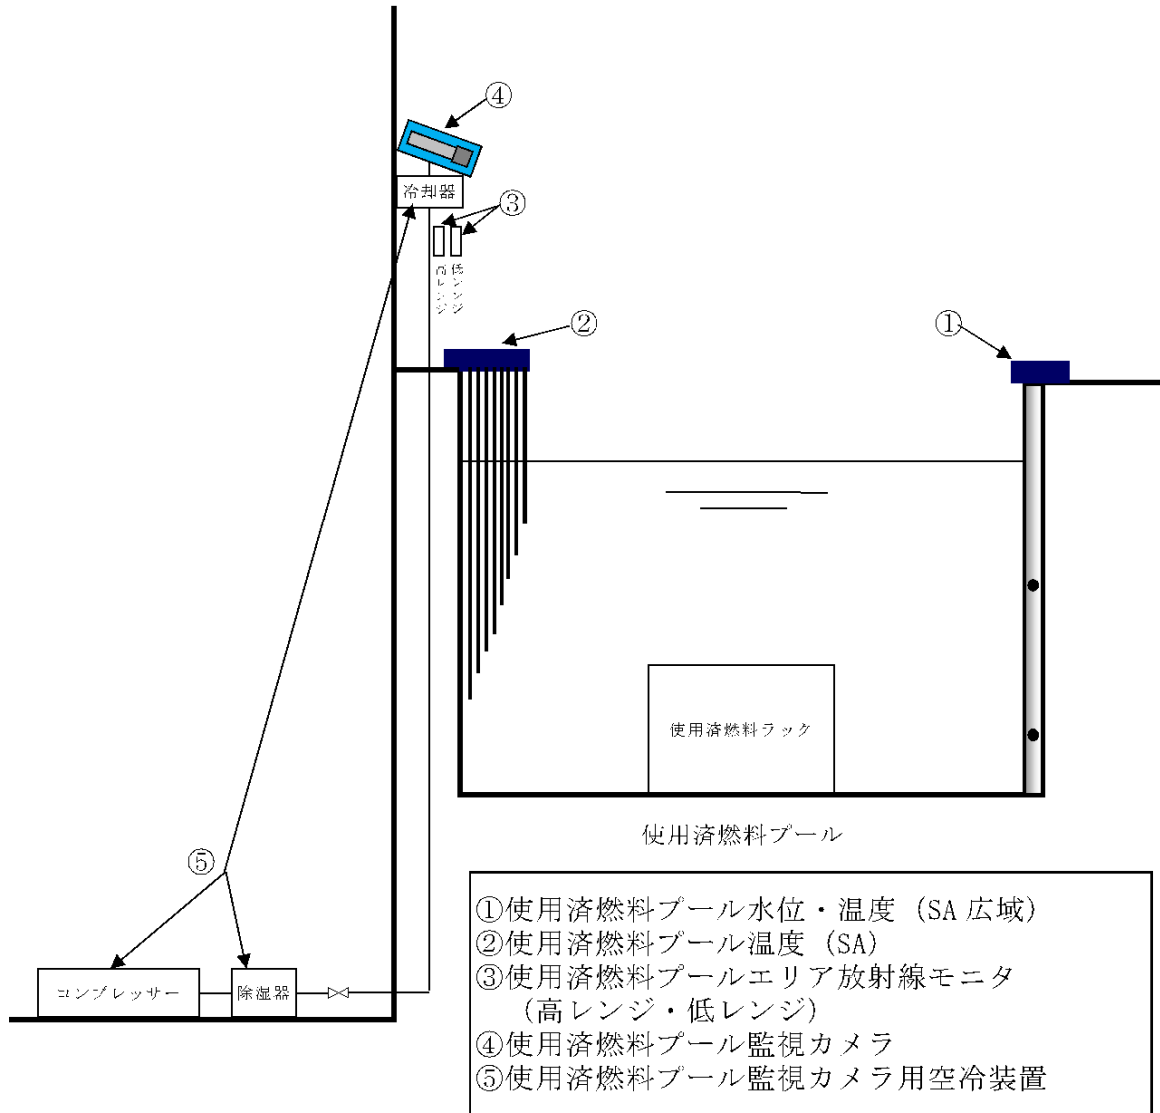 ④
冷却器
③
高レンジ
低レンジ
②
①
使用済燃料ラック
使用済燃料プール
⑤
コンプレッサー
除湿器
①使用済燃料プール水位・温度（SA 広域）
②使用済燃料プール温度（SA）
③使用済燃料プールエリア放射線モニタ
（高レンジ・低レンジ）
④使用済燃料プール監視カメラ
⑤使用済燃料プール監視カメラ用空冷装置